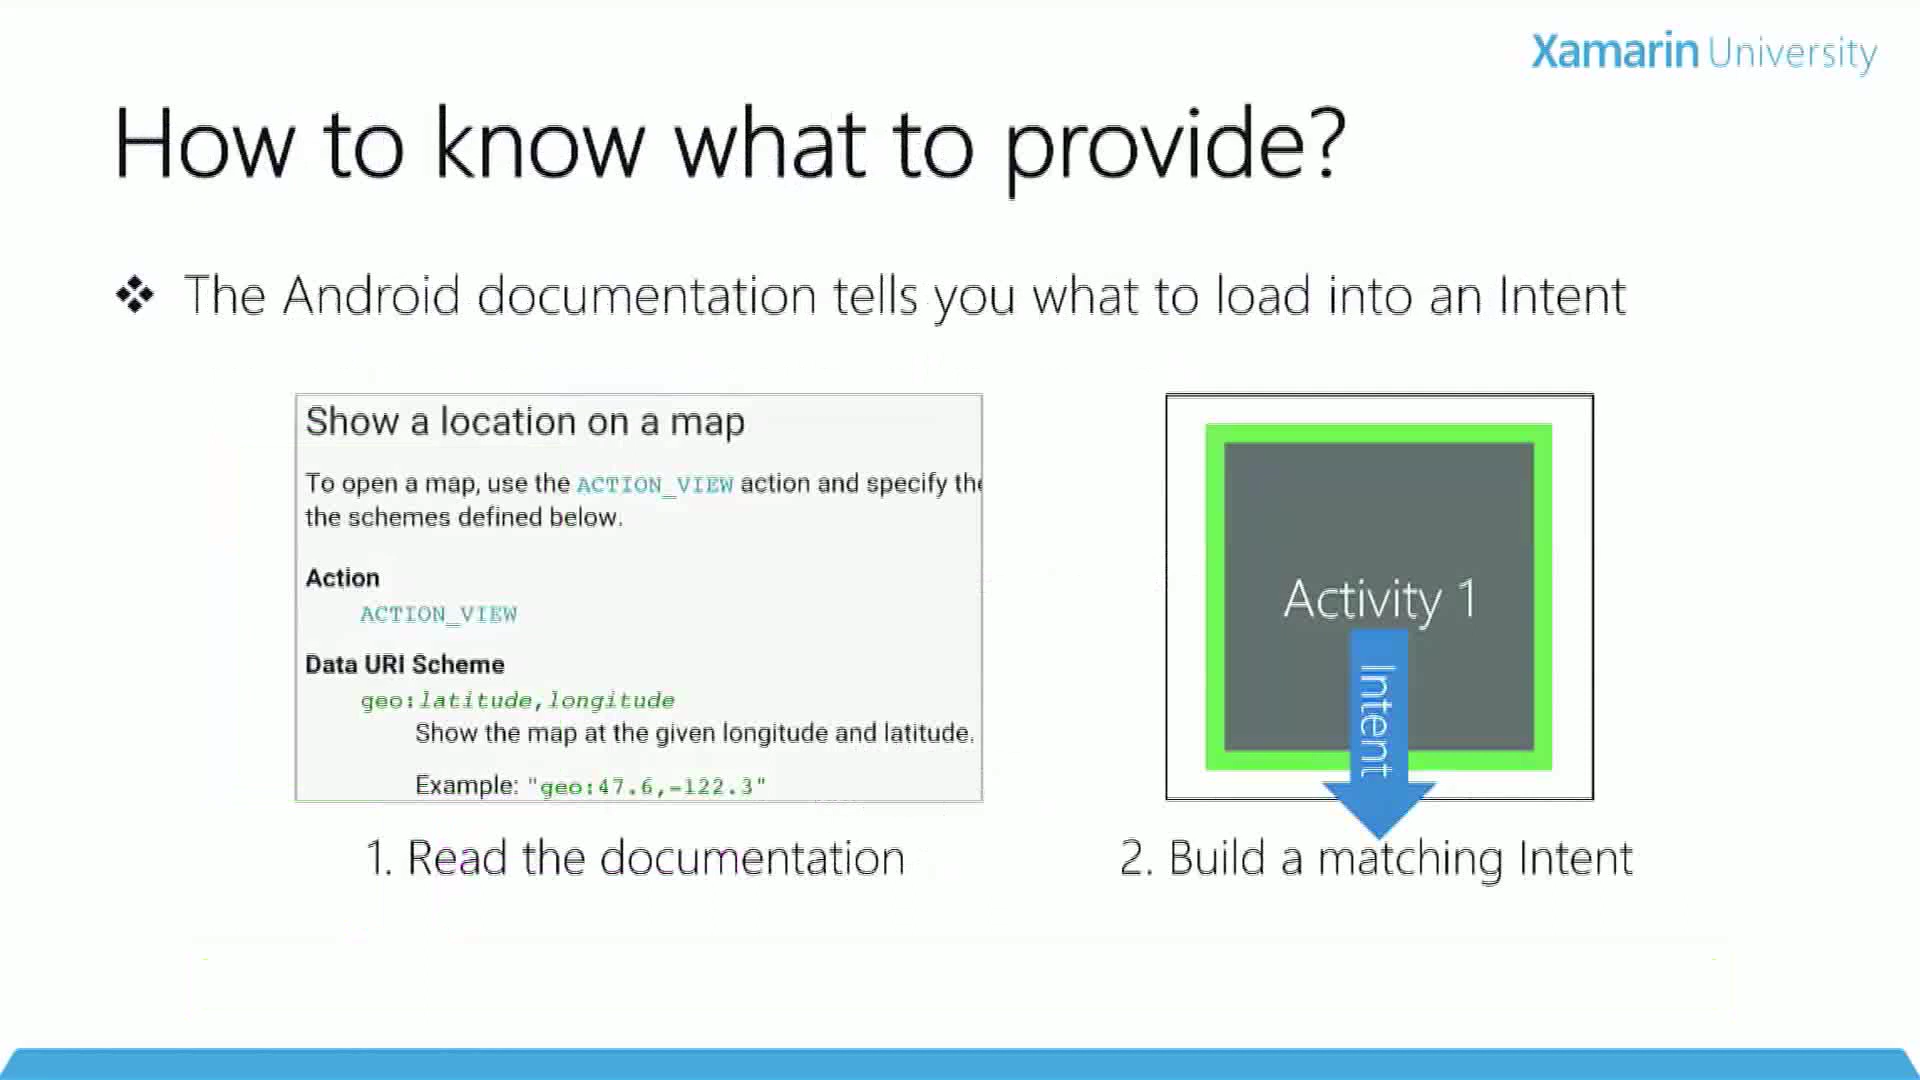 Xamarin University
How to know what to provide?
❖ The Android documentation tells you what to load into an Intent
Show a location on a map
To open a map, use the ACTION_VIEW action and specify the
the schemes defined below.
Action
ACTION_VIEW
Data URI Scheme
geo:latitude,longitude
Show the map at the given longitude and latitude.
Example: "geo:47.6,-122.3"
1. Read the documentation
Activity 1
Intent
2. Build a matching Intent